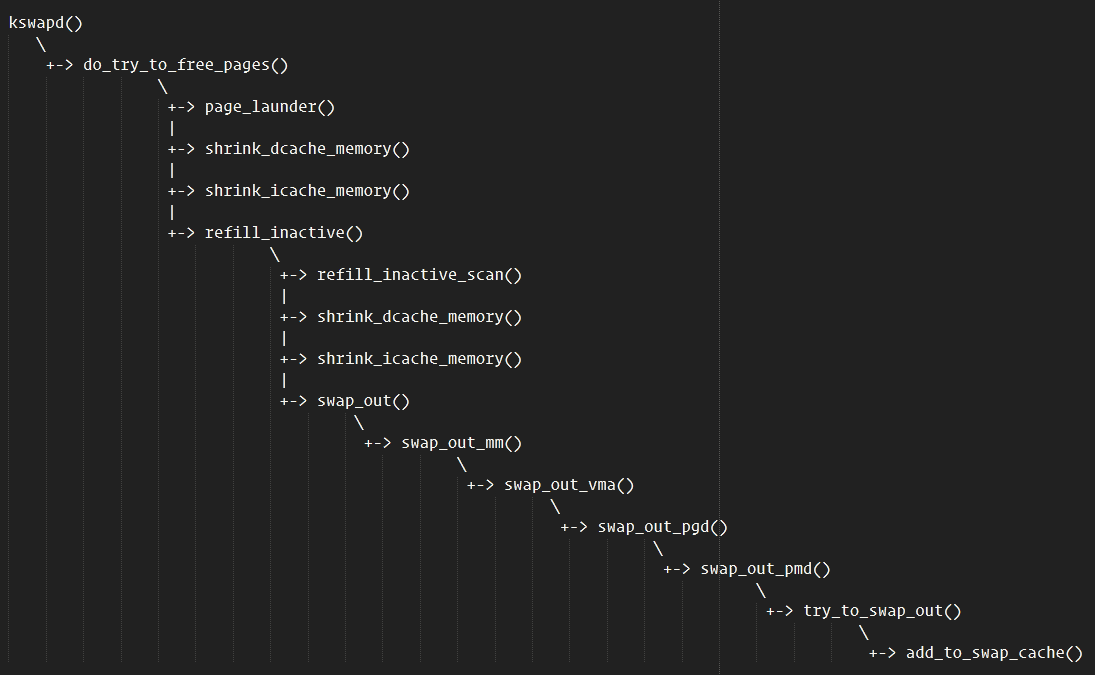 kswapd()
    \
     +-> do_try_to_free_pages()
                 \
                  +-> page_launder()
                  |
                  +-> shrink_dcache_memory()
                  |
                  +-> shrink_icache_memory()
                  |
                  +-> refill_inactive()
                             \
                              +-> refill_inactive_scan()
                              |
                              +-> shrink_dcache_memory()
                              |
                              +-> shrink_icache_memory()
                              |
                              +-> swap_out()
                                      \
                                       +-> swap_out_mm()
                                                 \
                                                  +-> swap_out_vma()
                                                           \
                                                            +-> swap_out_pgd()
                                                                      \
                                                                       +-> swap_out_pmd()
                                                                                 \
                                                                                  +-> try_to_swap_out()
                                                                                            \
                                                                                             +-> add_to_swap_cache()